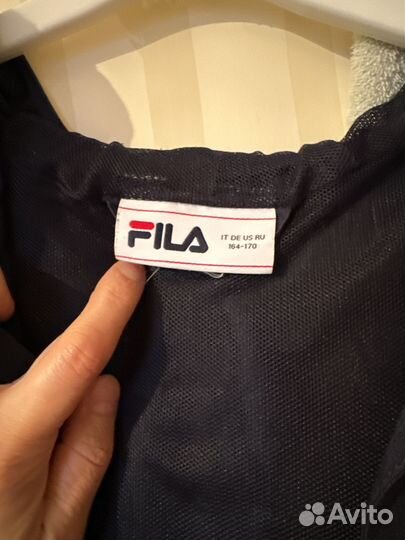 FILA
IT DE US RU
164-170
Avito